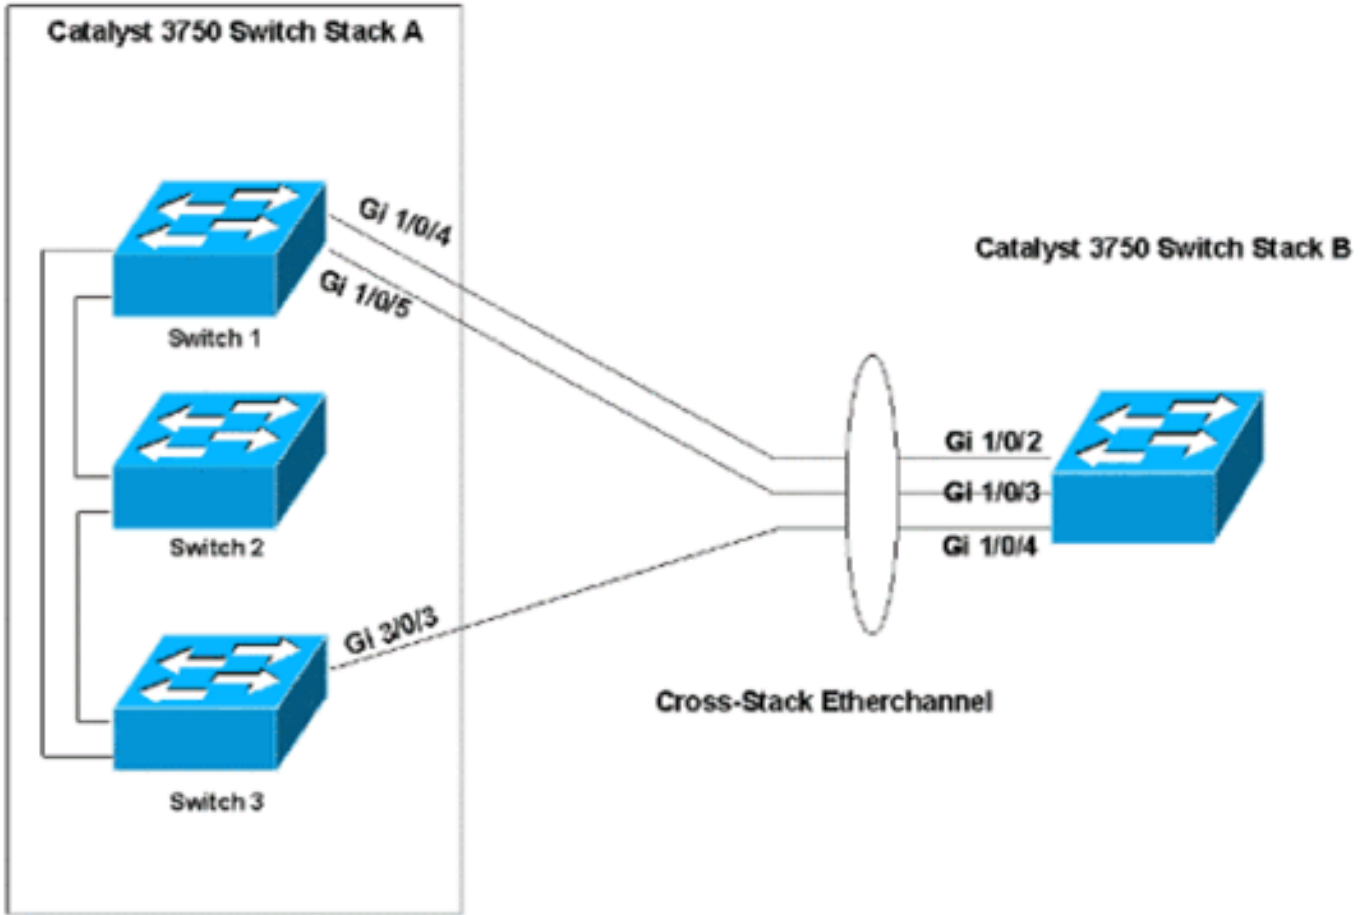 Catalyst 3750 Switch Stack A
Gi 1/0/4
Gi 1/0/5
Switch 1
Switch 2
Gi 3/0/3
Switch 3
Catalyst 3750 Switch Stack B
Gi 1/0/2
Gi 1/0/3
Gi 1/0/4
Cross-Stack Etherchannel